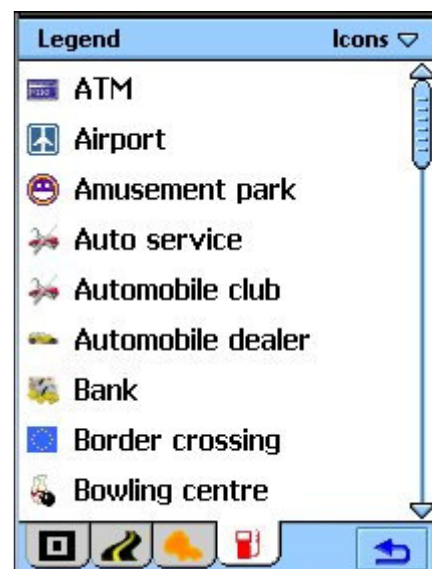 Legend Icons
ATM
Airport
Amusement park
Auto service
Automobile club
Automobile dealer
Bank
Border crossing
Bowling centre